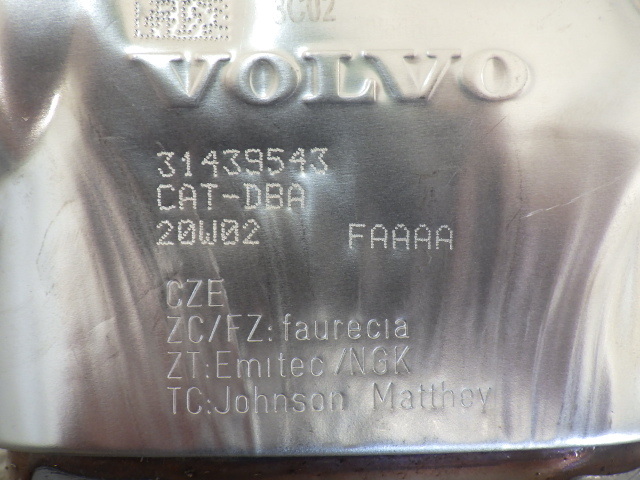 3C02
VOLVO
31439543
CAT-DBA
20W02 FAAAA
CZE
ZC/FZ: faurecia
ZT: Emitec/NGK
TC: Johnson Matthey